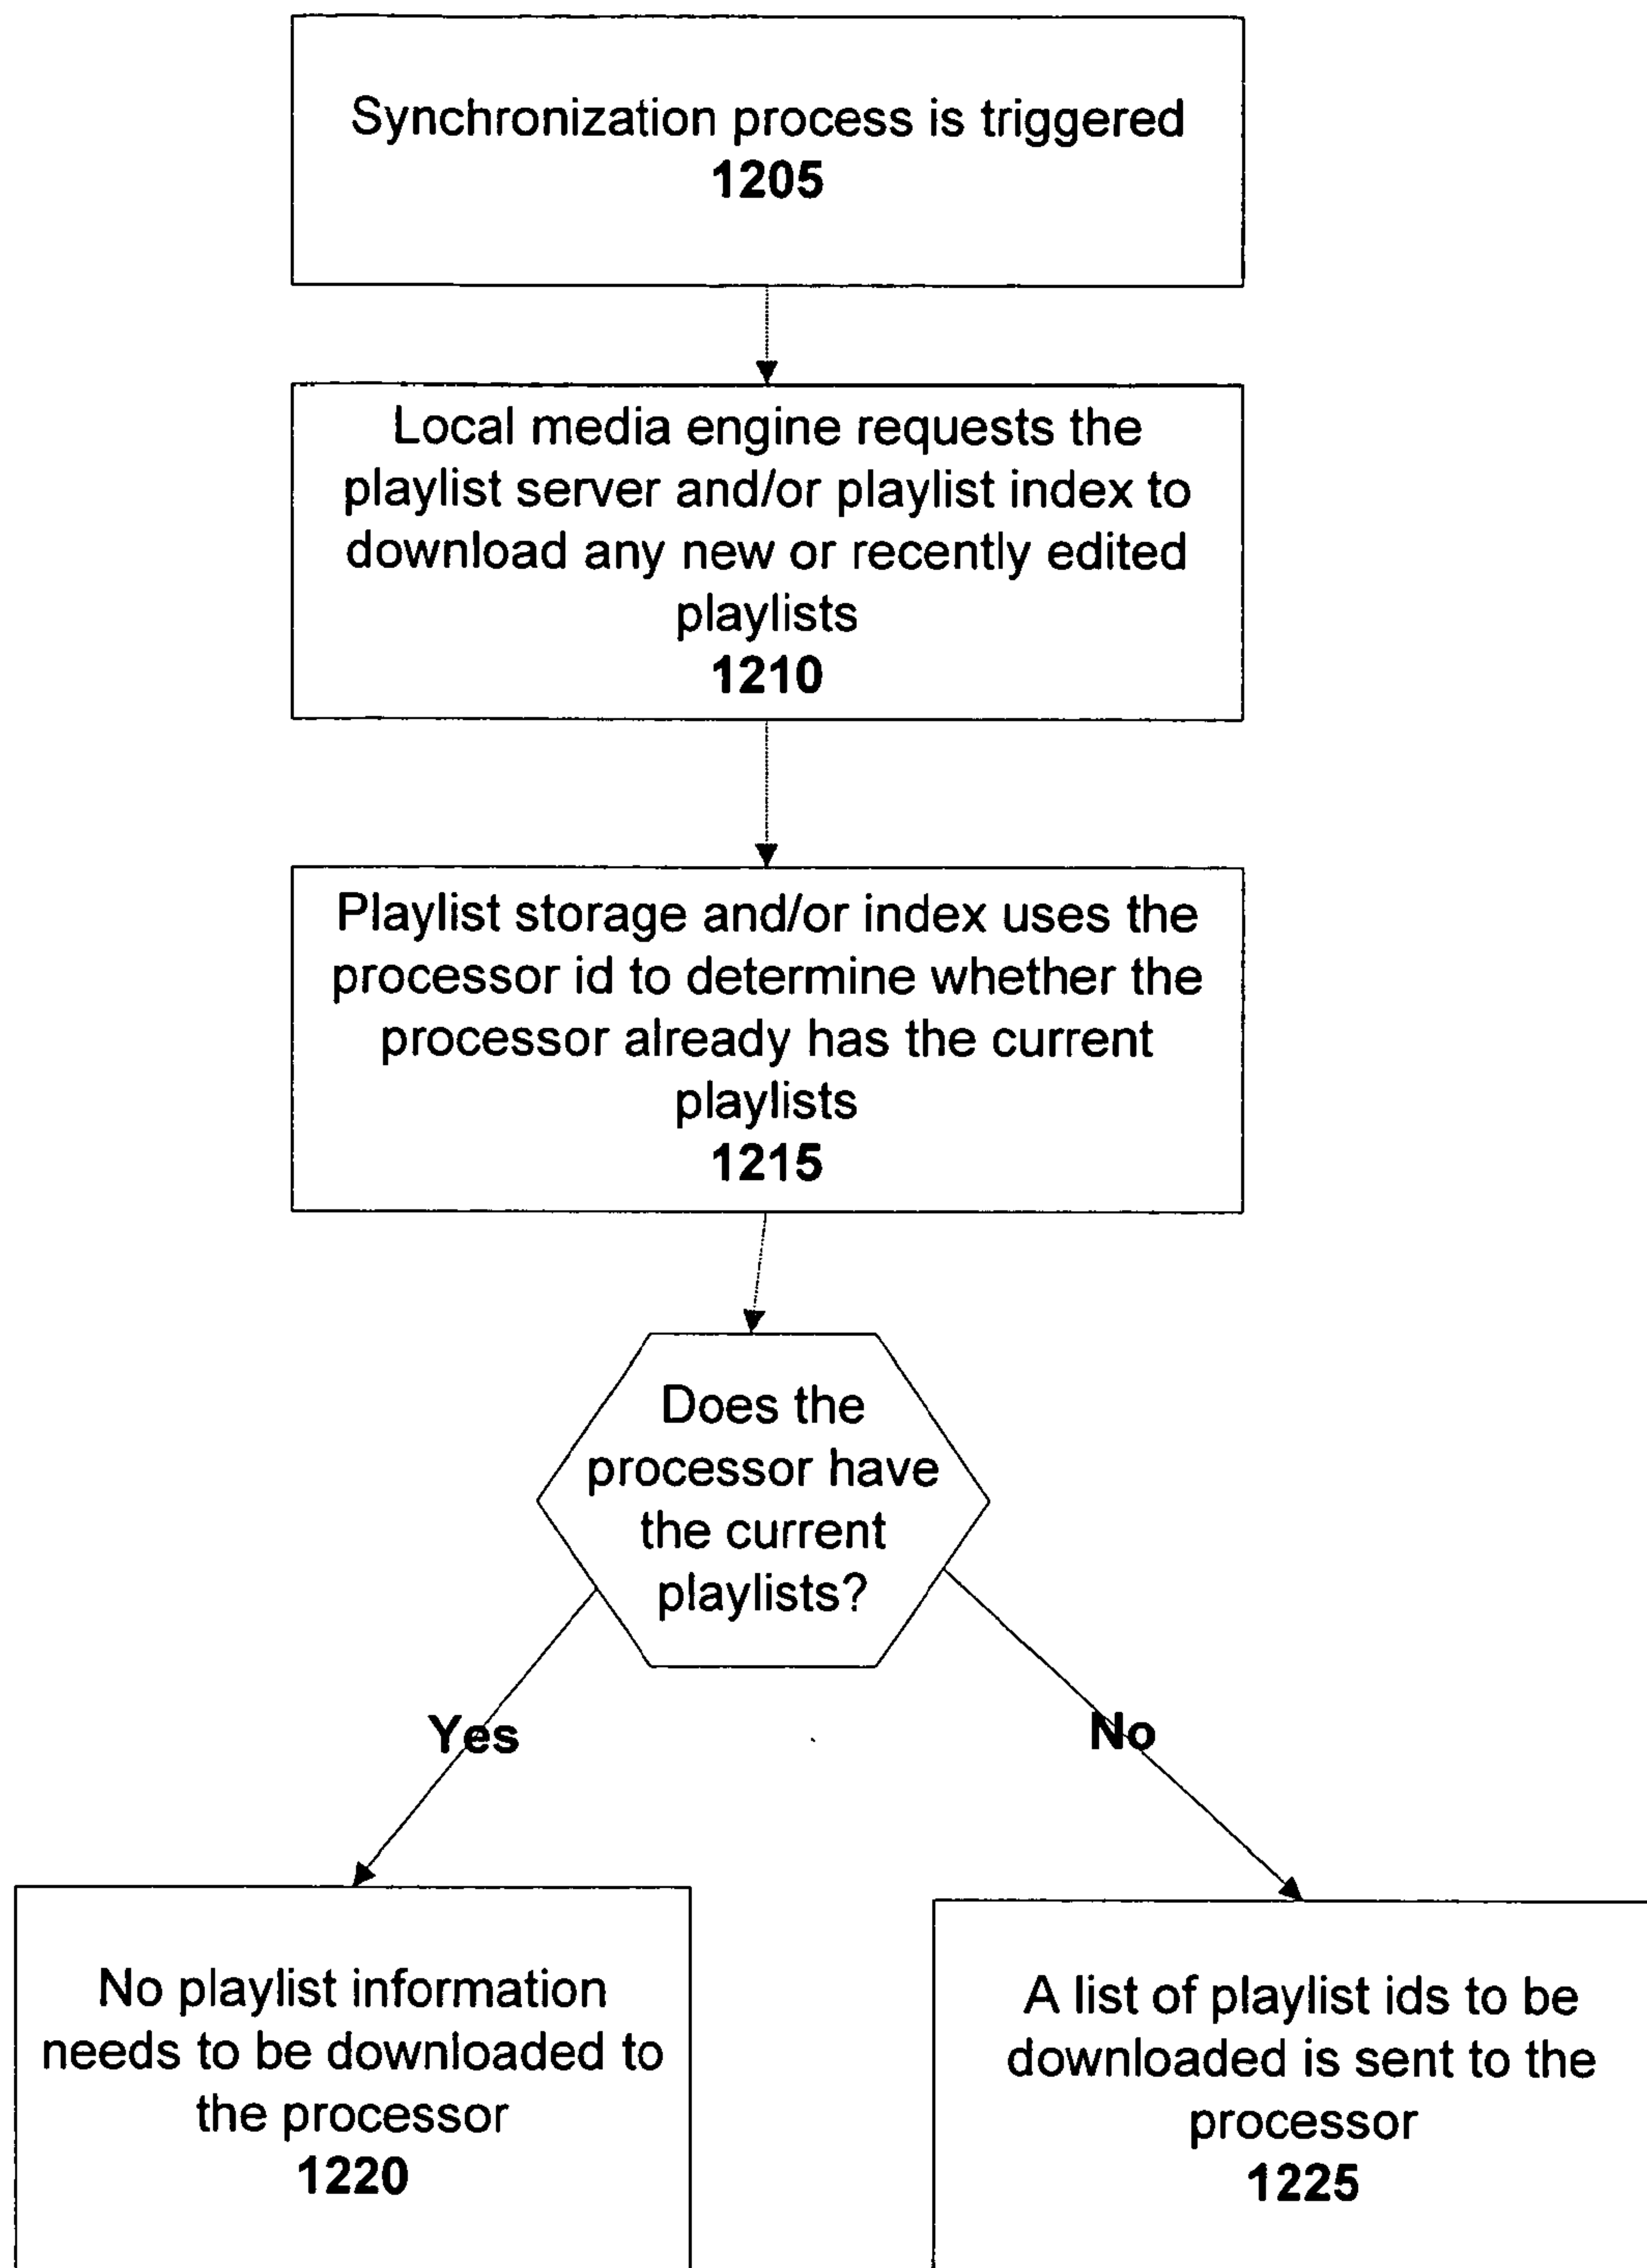 Synchronization process is triggered
1205
Local media engine requests the
playlist server and/or playlist index to
download any new or recently edited
playlists
1210
Playlist storage and/or index uses the
processor id to determine whether the
processor already has the current
playlists
1215
Does the
processor have
the current
playlists?
Yes
No
No playlist information
needs to be downloaded to
the processor
1220
A list of playlist ids to be
downloaded is sent to the
processor
1225